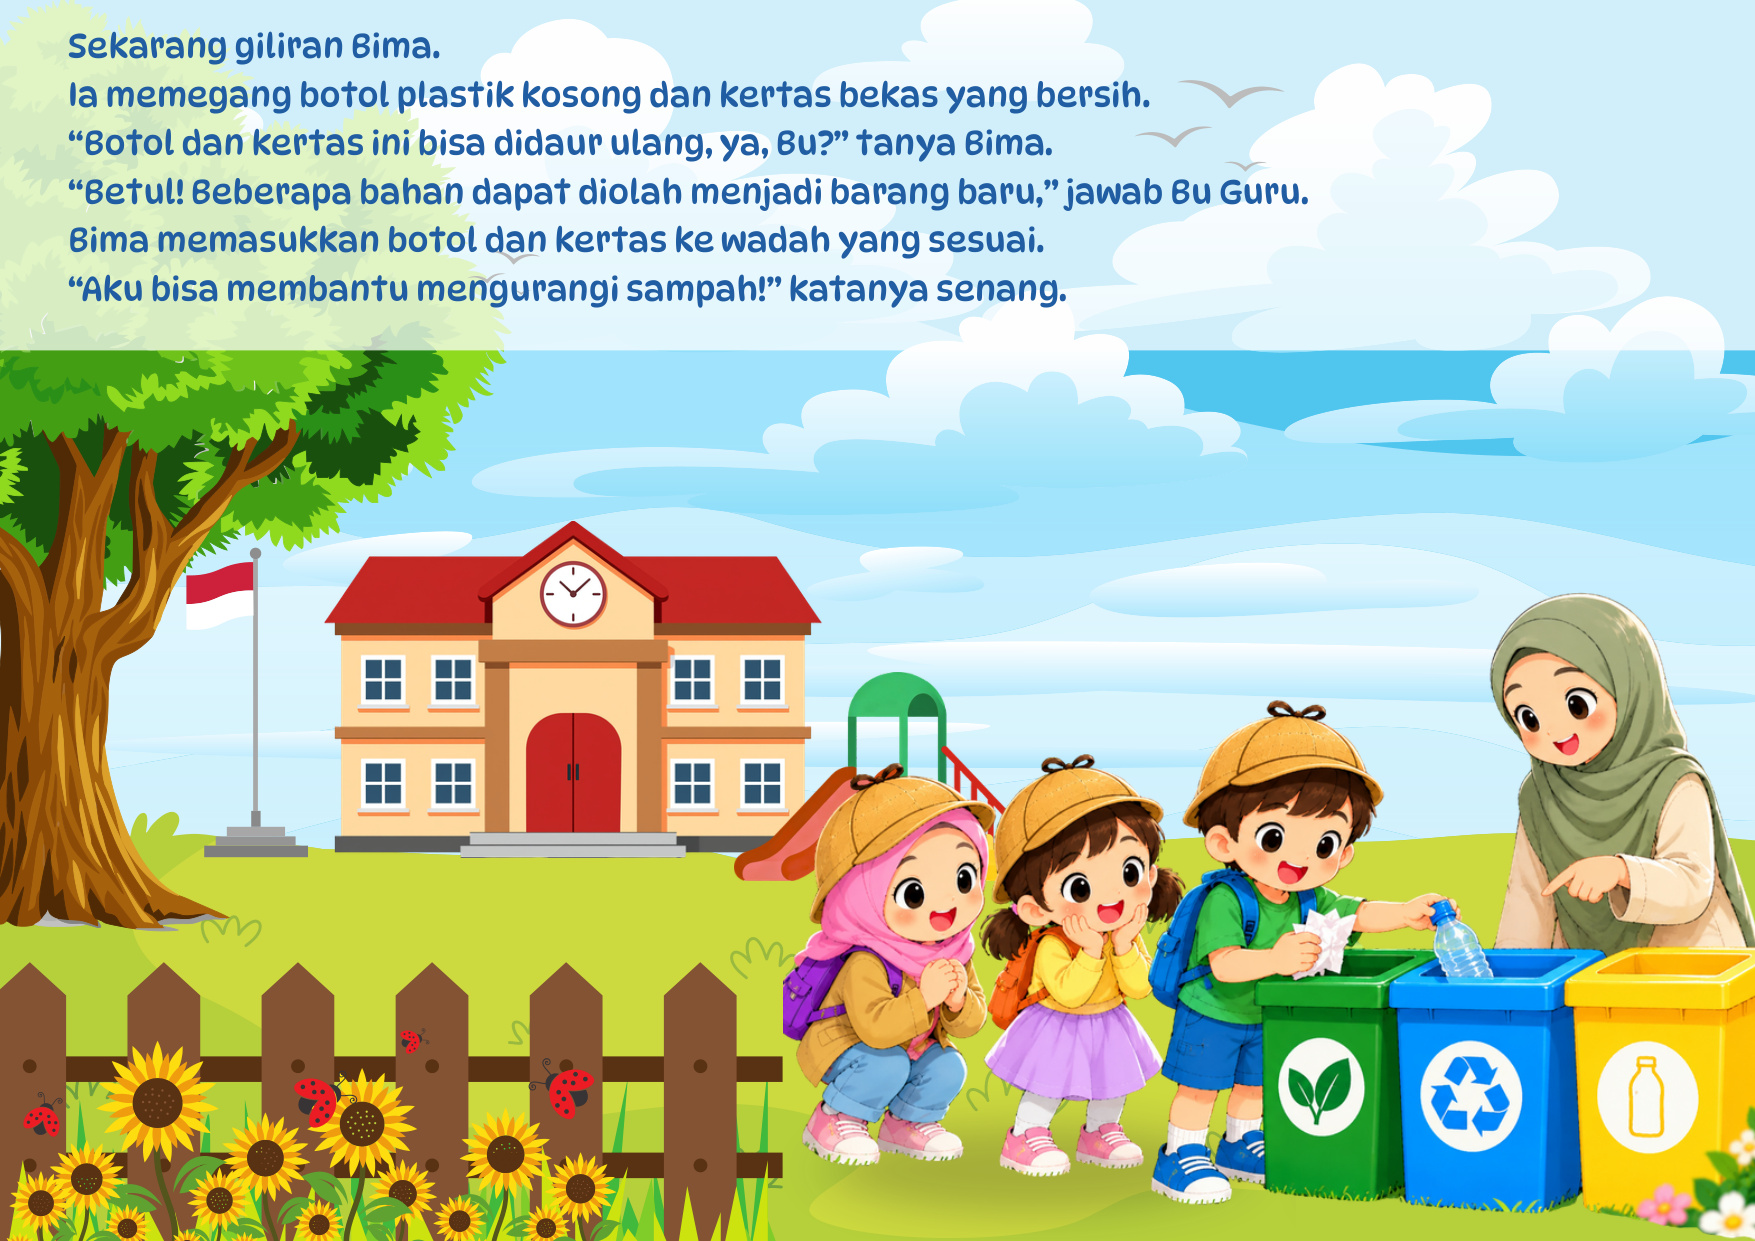 Sekarang giliran Bima.
Ia memegang botol plastik kosong dan kertas bekas yang bersih.
“Botol dan kertas ini bisa didaur ulang, ya, Bu?” tanya Bima.
“Betul! Beberapa bahan dapat diolah menjadi barang baru,” jawab Bu Guru.
Bima memasukkan botol dan kertas ke wadah yang sesuai.
“Aku bisa membantu mengurangi sampah!” katanya senang.